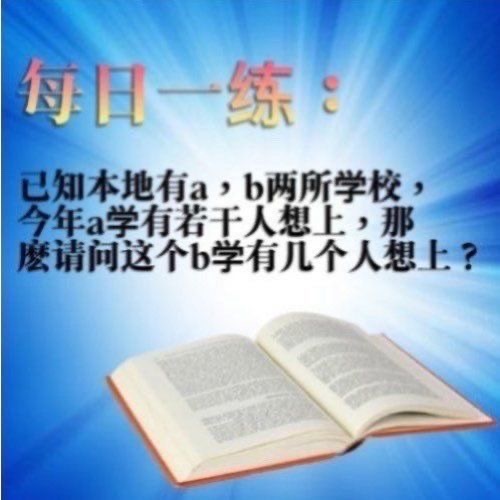 每日一练：
已知本地有a，b两所学校，
今年a学有若干人想上，那
麽请问这个b学有几个人想上？